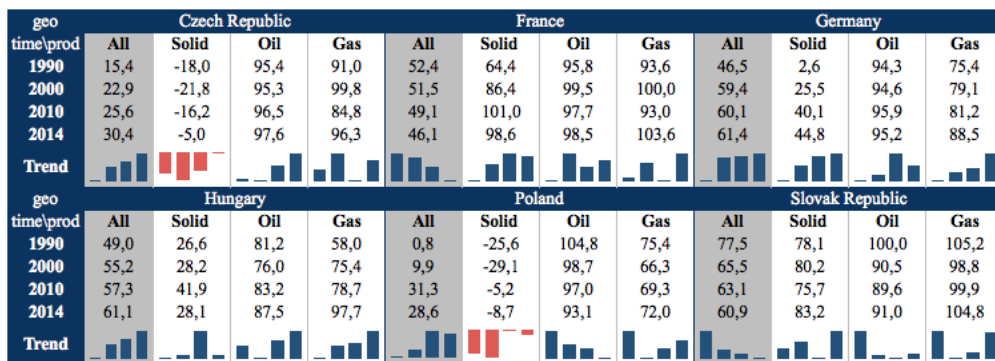 geo Czech Republic France Germany
time\prod All Solid Oil Gas All Solid Oil Gas All Solid Oil Gas
1990 15,4 -18,0 95,4 91,0 52,4 64,4 95,8 93,6 46,5 2,6 94,3 75,4
2000 22,9 -21,8 95,3 99,8 51,5 86,4 99,5 100,0 59,4 25,5 94,6 79,1
2010 25,6 -16,2 96,5 84,8 49,1 101,0 97,7 93,0 60,1 40,1 95,9 81,2
2014 30,4 -5,0 97,6 96,3 46,1 98,6 98,5 103,6 61,4 44,8 95,2 88,5
Trend
geo Hungary Poland Slovak Republic
time\prod All Solid Oil Gas All Solid Oil Gas All Solid Oil Gas
1990 49,0 26,6 81,2 58,0 0,8 -25,6 104,8 75,4 77,5 78,1 100,0 105,2
2000 55,2 28,2 76,0 75,4 9,9 -29,1 98,7 66,3 65,5 80,2 90,5 98,8
2010 57,3 41,9 83,2 78,7 31,3 -5,2 97,0 69,3 63,1 75,7 89,6 99,9
2014 61,1 28,1 87,5 97,7 28,6 -8,7 93,1 72,0 60,9 83,2 91,0 104,8
Trend